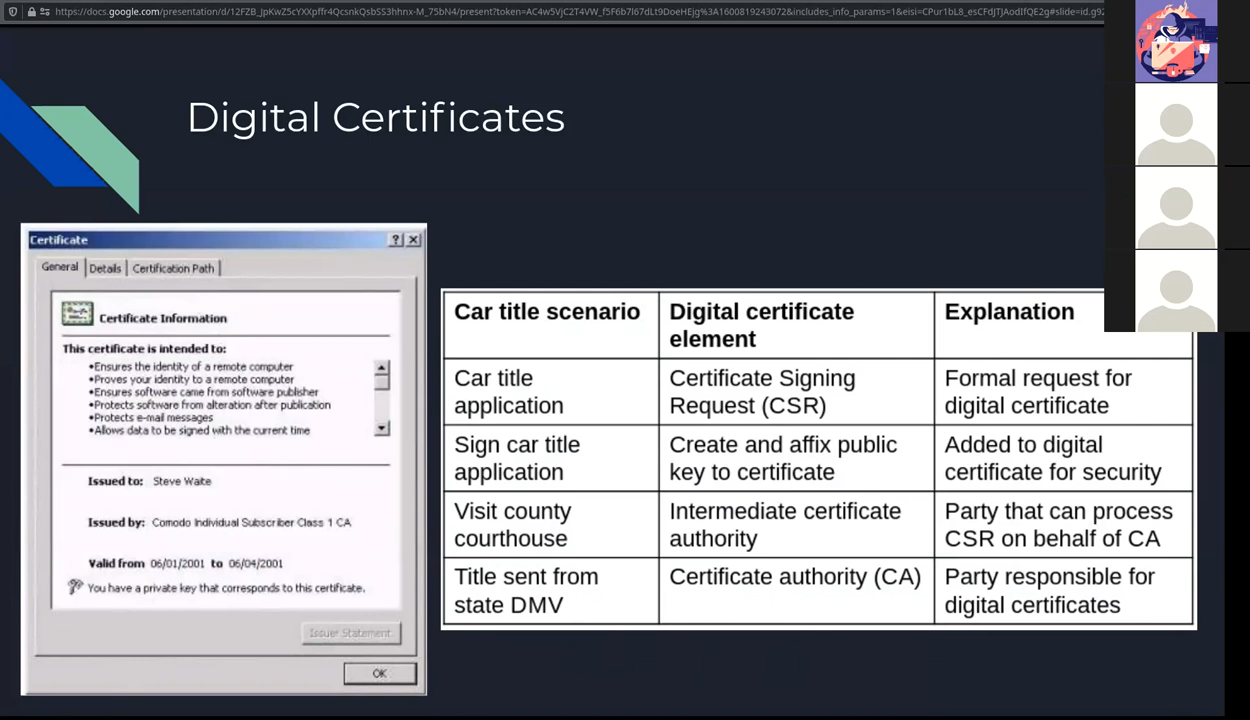 Digital Certificates
Certificate
General Details Certification Path
Certificate Information
This certificate is intended to:
•Ensures the identity of a remote computer
•Proves your identity to a remote computer
•Ensures software came from software publisher
•Protects software from alteration after publication
•Protects e-mail messages
•Allows data to be signed with the current time
Issued to: Steve Waite
Issued by: Comodo Individual Subscriber Class 1 CA
Valid from 06/01/2001 to 06/04/2001
You have a private key that corresponds to this certificate.
Issuer Statement
OK
Car title scenario
Digital certificate
element
Explanation
Car title
application
Certificate Signing
Request (CSR)
Formal request for
digital certificate
Sign car title
application
Create and affix public
key to certificate
Added to digital
certificate for security
Visit county
courthouse
Intermediate certificate
authority
Party that can process
CSR on behalf of CA
Title sent from
state DMV
Certificate authority (CA)
Party responsible for
digital certificates